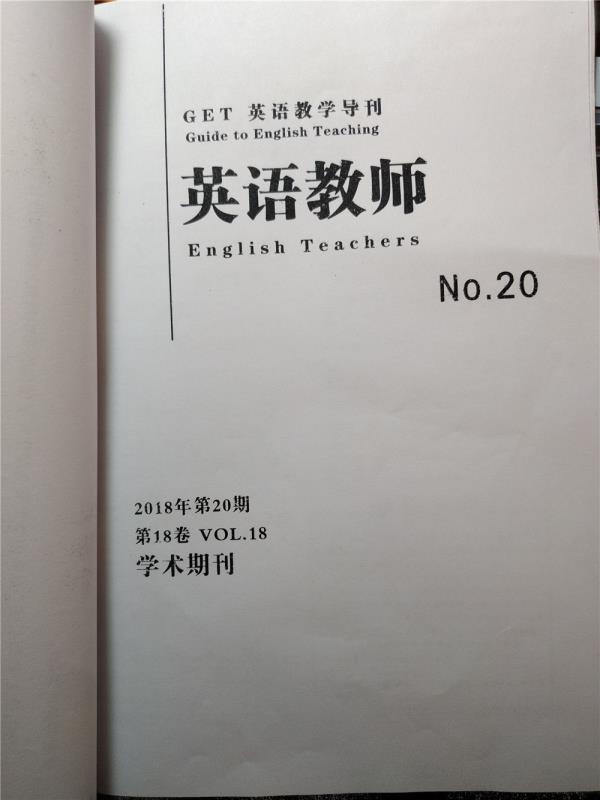 GET 英语教学导刊
Guide to English Teaching
英语教师
English Teachers
No.20
2018年第20期
第18卷 VOL.18
学术期刊